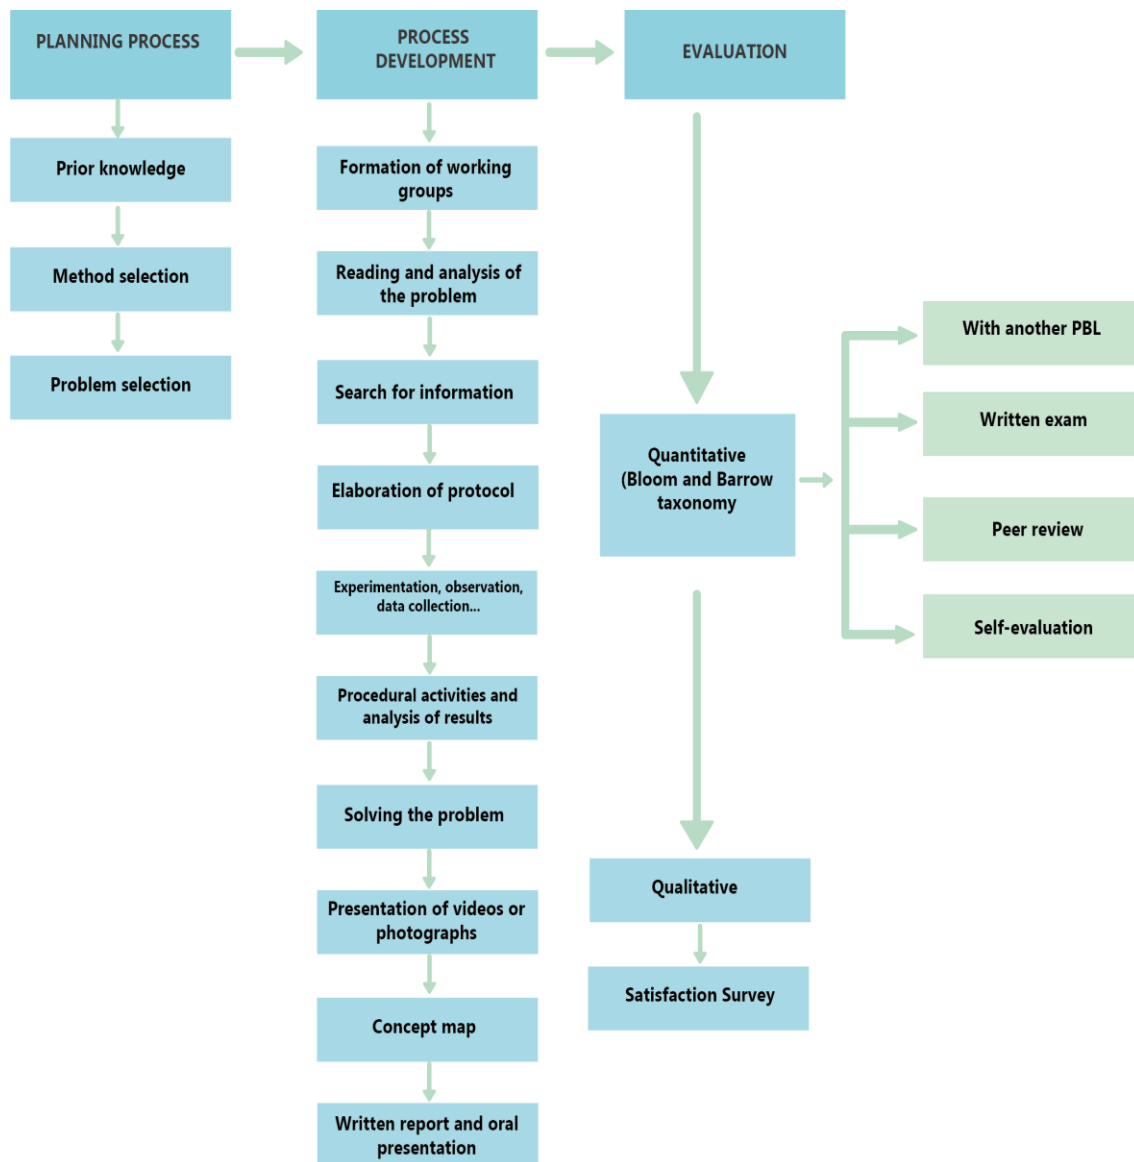 PLANNING PROCESS
Prior knowledge
Method selection
Problem selection
PROCESS
DEVELOPMENT
Formation of working
groups
Reading and analysis of
the problem
Search for information
Elaboration of protocol
Experimentation, observation,
data collection...
Procedural activities and
analysis of results
Solving the problem
Presentation of videos or
photographs
Concept map
Written report and oral
presentation
EVALUATION
Quantitative
(Bloom and Barrow
taxonomy
With another PBL
Written exam
Peer review
Self-evaluation
Qualitative
Satisfaction Survey